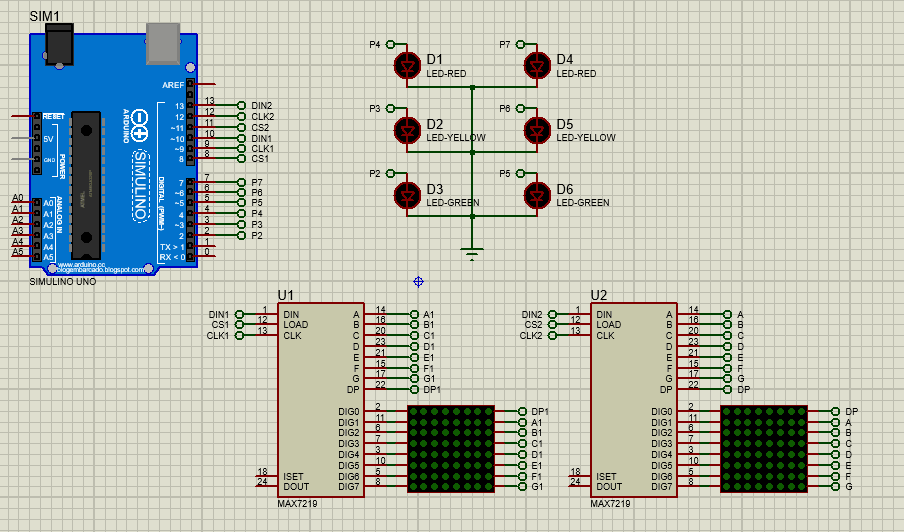 SIM1
AREF
RESET
5V
GND
POWER
A0
A1
A2
A3
A4
A5
A0
A1
A2
A3
A4
A5
ANALOG IN
ARDUINO
SIMULINO
DIGITAL (PWM~)
13
12
~11
~10
~9
8
7
~6
~5
4
~3
2
TX > 1
RX < 0
13 DIN2
12 CLK2
11 CS2
10 DIN1
9 CLK1
8 CS1
7 P7
6 P6
5 P5
4 P4
3 P3
2 P2
1
0
www.arduino.cc
blogembarcado.blogspot.com
SIMULINO UNO
P4
D1
LED-RED
P7
D4
LED-RED
P3
D2
LED-YELLOW
P6
D5
LED-YELLOW
P2
D3
LED-GREEN
P5
D6
LED-GREEN
U1
DIN1 1 DIN
CS1 12 LOAD
CLK1 13 CLK
A 14 A1
B 16 B1
C 20 C1
D 23 D1
E 21 E1
F 15 F1
G 17 G1
DP 22 DP1
DIG0 2 DP1
DIG1 11 A1
DIG2 6 B1
DIG3 7 C1
DIG4 3 D1
DIG5 10 E1
DIG6 5 F1
DIG7 8 G1
18 ISET
24 DOUT
MAX7219
U2
DIN2 1 DIN
CS2 12 LOAD
CLK2 13 CLK
A 14 A
B 16 B
C 20 C
D 23 D
E 21 E
F 15 F
G 17 G
DP 22 DP
DIG0 2 DP
DIG1 11 A
DIG2 6 B
DIG3 7 C
DIG4 3 D
DIG5 10 E
DIG6 5 F
DIG7 8 G
18 ISET
24 DOUT
MAX7219